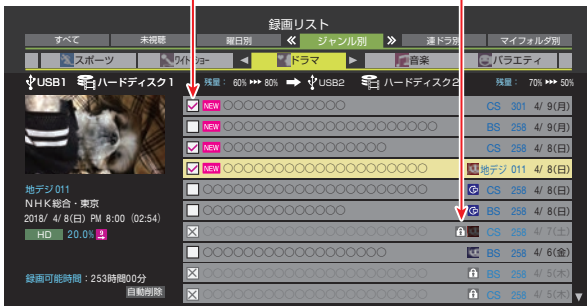 録画リスト
すべて 未視聴 曜日別 ≪ ジャンル別 ≫ 連ドラ別 マイフォルダ別
スポーツ ワイドショー ◀ ドラマ ▶ 音楽 バラエティ
USB1 ハードディスク1 残量： 60% ▸▸▸ 80% ➡ USB2 ハードディスク2 残量： 70% ▸▸▸ 50%
NEW ○○○○○○○○○○○○ CS 301 4/ 9(月)
NEW ○○○○○○○○○○○○○○○○○○○○○ BS 258 4/ 9(月)
NEW ○○○○○○○○○○○○○○○○ CS 258 4/ 8(日)
NEW ○○○○○○○○○○○○○○○○○○○○ 地デジ 011 4/ 8(日)
○○○○○○○○○○○○○○○○○○ CS 258 4/ 8(日)
○○○○○○○○○○○○○○ BS 258 4/ 8(日)
○○○○○○○○○○○○○○○○○○○○○○ CS 258 4/ 7(土)
○○○○○○○○○○○○○○○○○○ BS 258 4/ 6(金)
○○○○○○○○○○○○○○○○○○○○○○ BS 258 4/ 5(木)
○○○○○○○○○○○○○○○○○○○○○○ CS 258 4/ 5(木)
▼
地デジ 011
NHK総合・東京
2018/ 4/ 8(日) PM 8:00 (02:54)
HD 20.0% 9
録画可能時間：253時間00分
自動削除